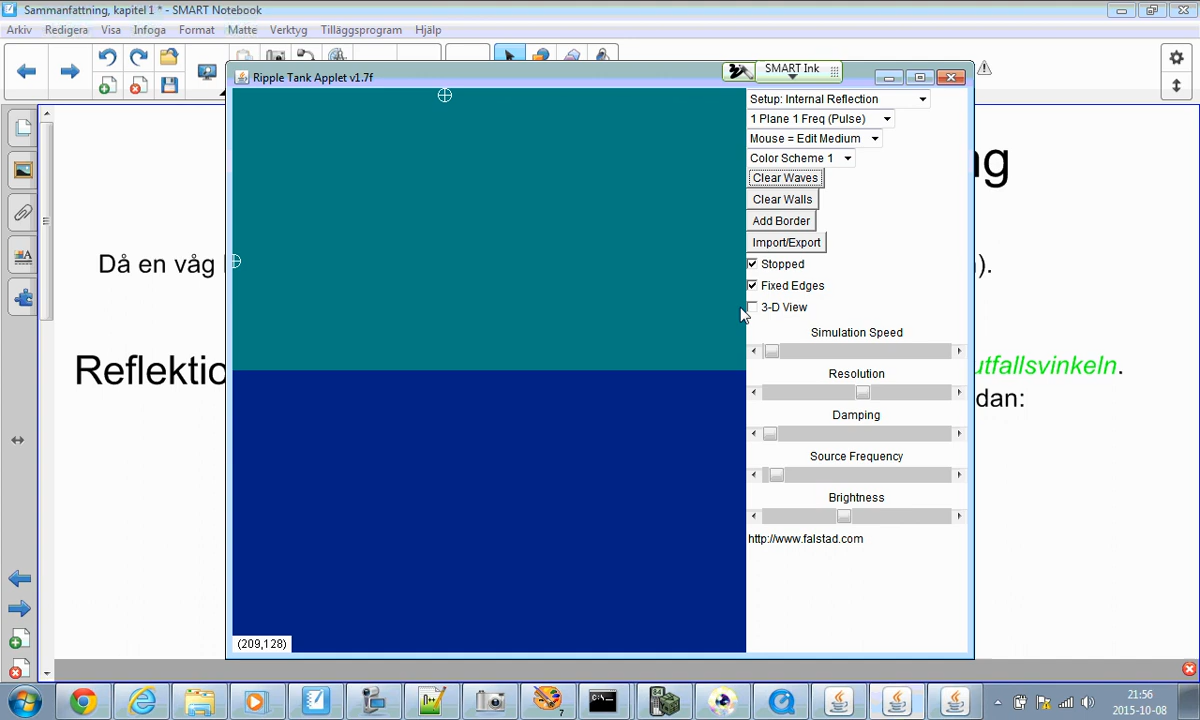 Sammanfattning, kapitel 1 * - SMART Notebook
Arkiv Redigera Visa Infoga Format Matte Verktyg Tilläggsprogram Hjälp
SMART Ink
Ripple Tank Applet v1.7f
Setup: Internal Reflection
1 Plane 1 Freq (Pulse)
Mouse = Edit Medium
Color Scheme 1
Clear Waves
Clear Walls
Add Border
Import/Export
Stopped
Fixed Edges
3-D View
Simulation Speed
Resolution
Damping
Source Frequency
Brightness
http://www.falstad.com
(209,128)
ng
Då en våg
).
Reflektio
utfallsvinkeln.
dan:
21:56
2015-10-08